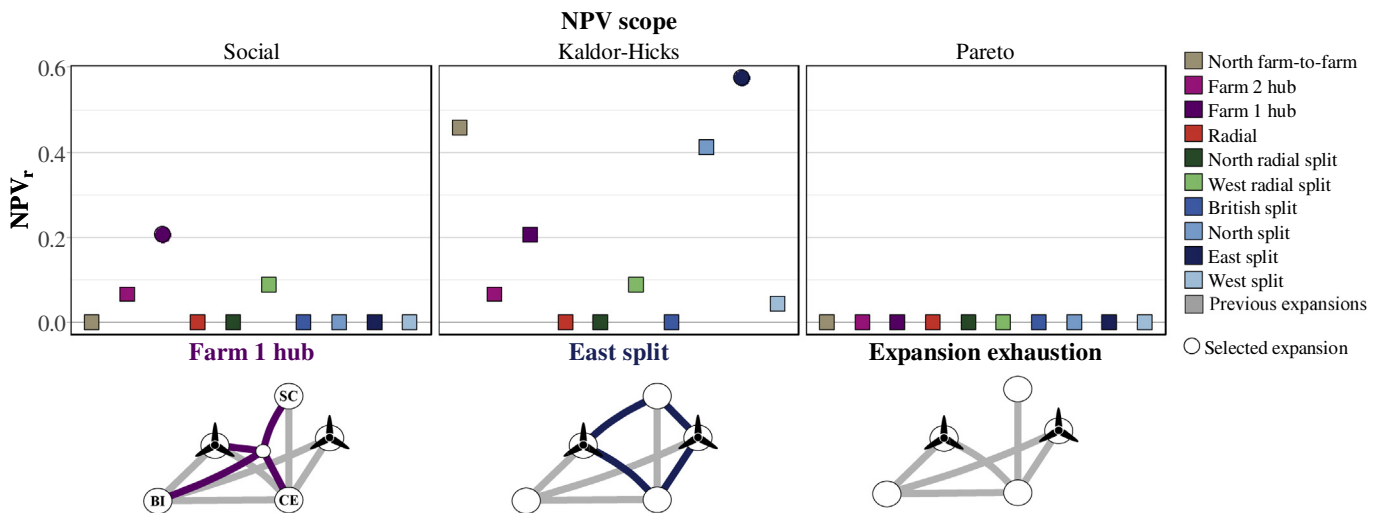 NPV scope
Social
Kaldor-Hicks
Pareto
NPVr
0.6
0.4
0.2
0.0
North farm-to-farm
Farm 2 hub
Farm 1 hub
Radial
North radial split
West radial split
British split
North split
East split
West split
Previous expansions
Selected expansion
Farm 1 hub
East split
Expansion exhaustion
SC
BI
CE